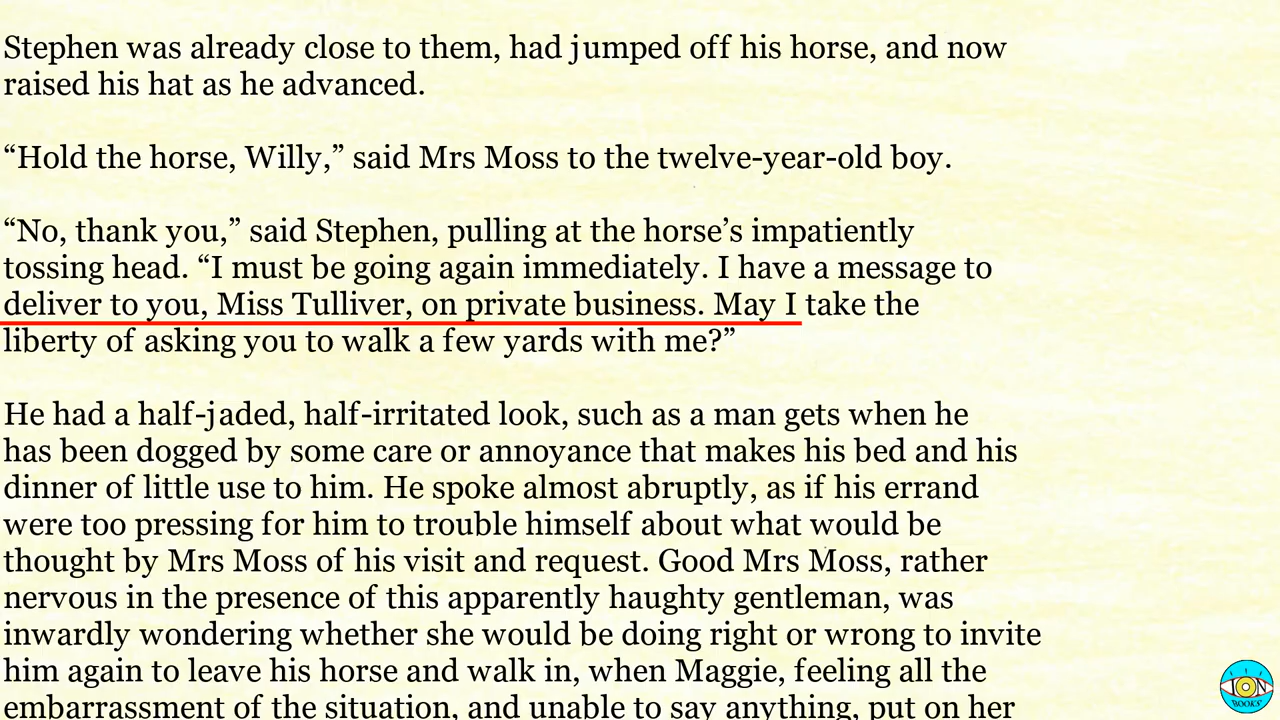 Stephen was already close to them, had jumped off his horse, and now
raised his hat as he advanced.
“Hold the horse, Willy,” said Mrs Moss to the twelve-year-old boy.
“No, thank you,” said Stephen, pulling at the horse’s impatiently
tossing head. “I must be going again immediately. I have a message to
deliver to you, Miss Tulliver, on private business. May I take the
liberty of asking you to walk a few yards with me?”
He had a half-jaded, half-irritated look, such as a man gets when he
has been dogged by some care or annoyance that makes his bed and his
dinner of little use to him. He spoke almost abruptly, as if his errand
were too pressing for him to trouble himself about what would be
thought by Mrs Moss of his visit and request. Good Mrs Moss, rather
nervous in the presence of this apparently haughty gentleman, was
inwardly wondering whether she would be doing right or wrong to invite
him again to leave his horse and walk in, when Maggie, feeling all the
embarrassment of the situation, and unable to say anything, put on her
ION
BOOKS